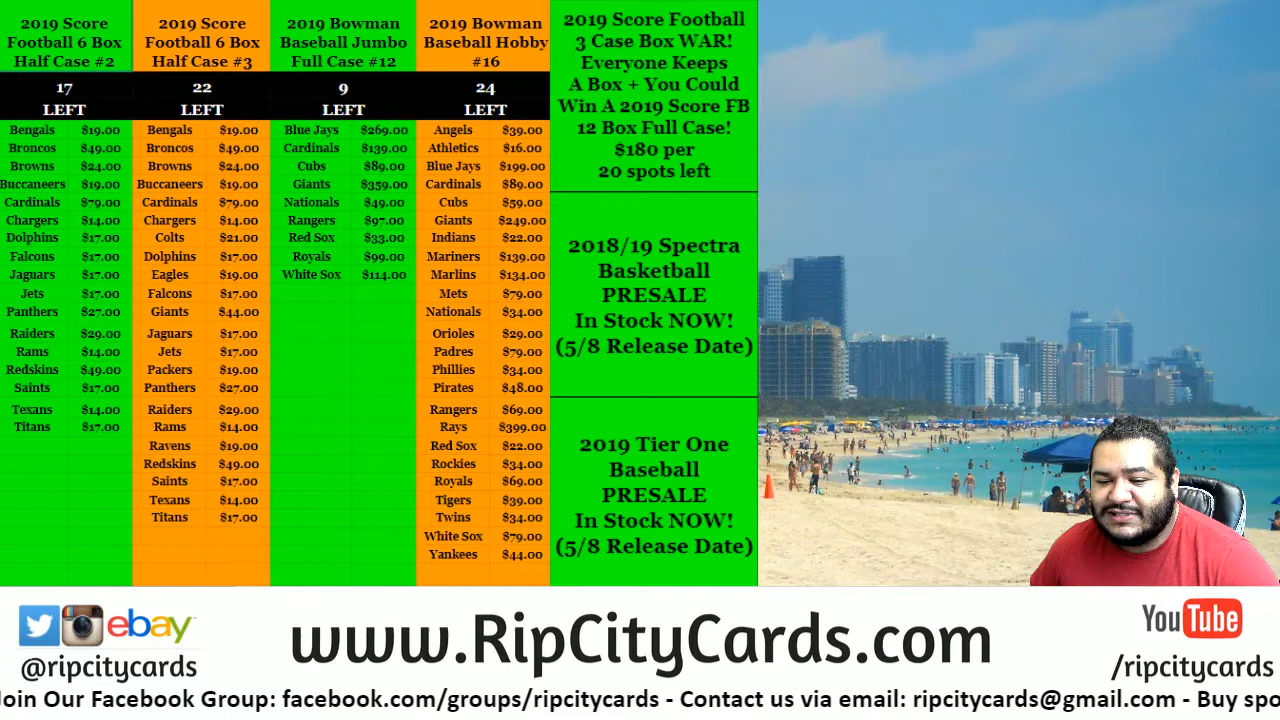 2019 Score
Football 6 Box
Half Case #2
17
LEFT
Bengals $19.00
Broncos $49.00
Browns $24.00
Buccaneers $19.00
Cardinals $79.00
Chargers $14.00
Dolphins $17.00
Falcons $17.00
Jaguars $17.00
Jets $17.00
Panthers $27.00
Raiders $29.00
Rams $14.00
Redskins $49.00
Saints $17.00
Texans $14.00
Titans $17.00
2019 Score
Football 6 Box
Half Case #3
22
LEFT
Bengals $19.00
Broncos $49.00
Browns $24.00
Buccaneers $19.00
Cardinals $79.00
Chargers $14.00
Colts $21.00
Dolphins $17.00
Eagles $19.00
Falcons $17.00
Giants $44.00
Jaguars $17.00
Jets $17.00
Packers $19.00
Panthers $27.00
Raiders $29.00
Rams $14.00
Ravens $19.00
Redskins $49.00
Saints $17.00
Texans $14.00
Titans $17.00
2019 Bowman
Baseball Jumbo
Full Case #12
9
LEFT
Blue Jays $269.00
Cardinals $139.00
Cubs $89.00
Giants $359.00
Nationals $49.00
Rangers $97.00
Red Sox $33.00
Royals $99.00
White Sox $114.00
2019 Bowman
Baseball Hobby
#16
24
LEFT
Angels $39.00
Athletics $16.00
Blue Jays $199.00
Cardinals $89.00
Cubs $59.00
Giants $249.00
Indians $22.00
Mariners $139.00
Marlins $134.00
Mets $79.00
Nationals $34.00
Orioles $29.00
Padres $79.00
Phillies $34.00
Pirates $48.00
Rangers $69.00
Rays $399.00
Red Sox $22.00
Rockies $34.00
Royals $69.00
Tigers $39.00
Twins $34.00
White Sox $79.00
Yankees $44.00
2019 Score Football
3 Case Box WAR!
Everyone Keeps
A Box + You Could
Win A 2019 Score FB
12 Box Full Case!
$180 per
20 spots left
2018/19 Spectra
Basketball
PRESALE
In Stock NOW!
(5/8 Release Date)
2019 Tier One
Baseball
PRESALE
In Stock NOW!
(5/8 Release Date)
ebay
@ripcitycards
www.RipCityCards.com
YouTube
/ripcitycards
Join Our Facebook Group: facebook.com/groups/ripcitycards - Contact us via email: ripcitycards@gmail.com - Buy spo